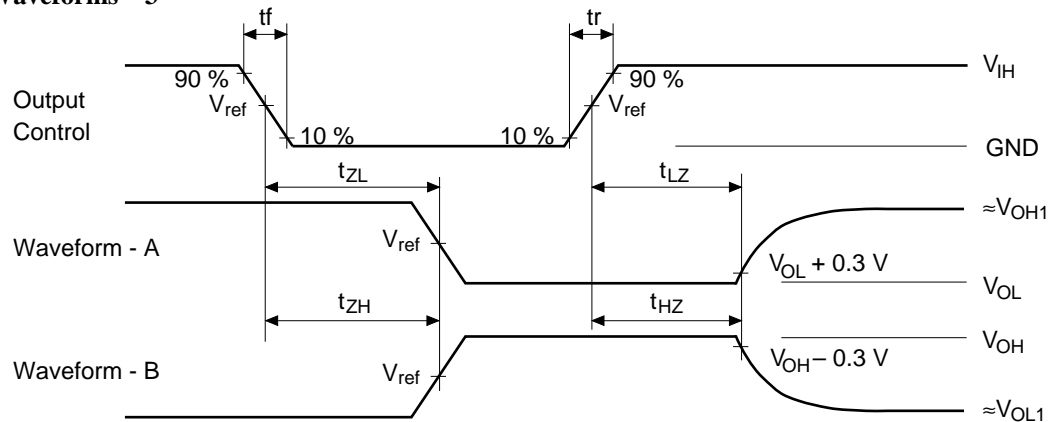 Waveforms – 3
tf
tr
90 %
90 %
V_IH
V_ref
V_ref
Output
Control
10 %
10 %
GND
t_ZL
t_LZ
≈V_OH1
V_ref
Waveform - A
V_OL + 0.3 V
V_OL
t_ZH
t_HZ
V_OH
V_OH – 0.3 V
Waveform - B
V_ref
≈V_OL1